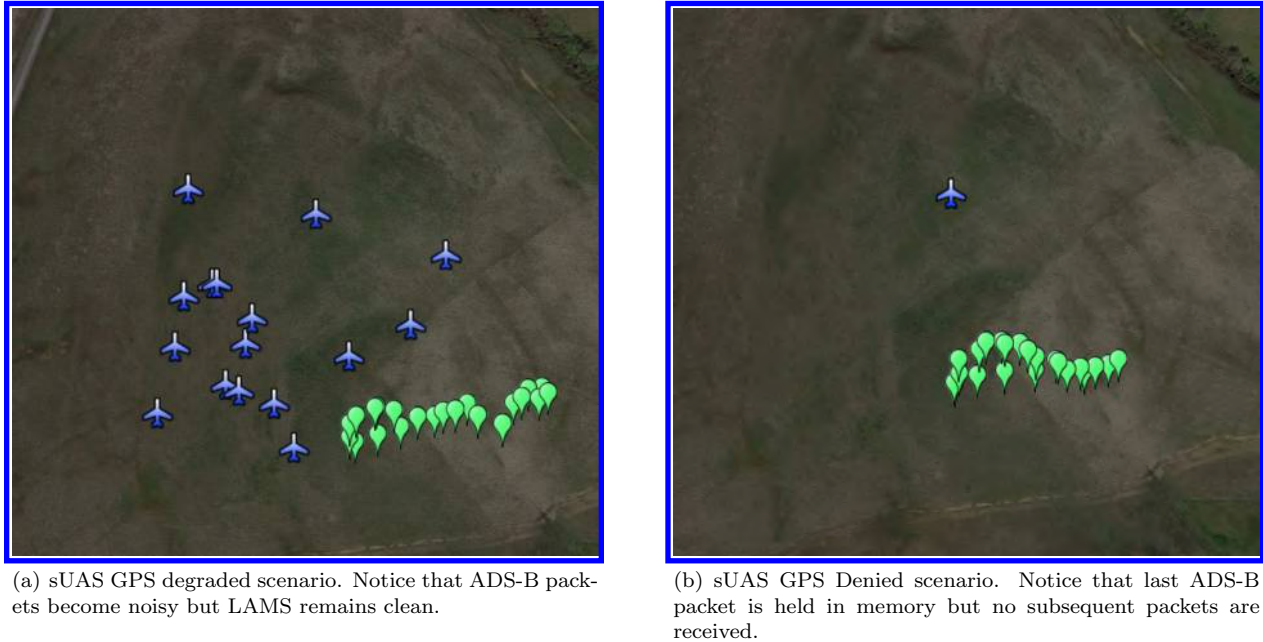 (a) sUAS GPS degraded scenario. Notice that ADS-B pack-
ets become noisy but LAMS remains clean.
(b) sUAS GPS Denied scenario. Notice that last ADS-B
packet is held in memory but no subsequent packets are
received.